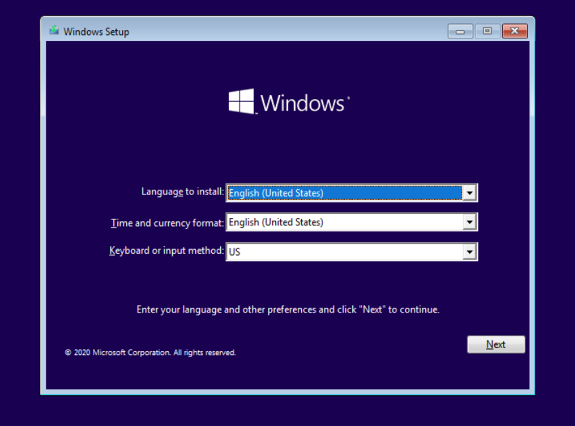 Windows Setup
Windows
Language to install: English (United States)
Time and currency format: English (United States)
Keyboard or input method: US
Enter your language and other preferences and click "Next" to continue.
© 2020 Microsoft Corporation. All rights reserved.
Next